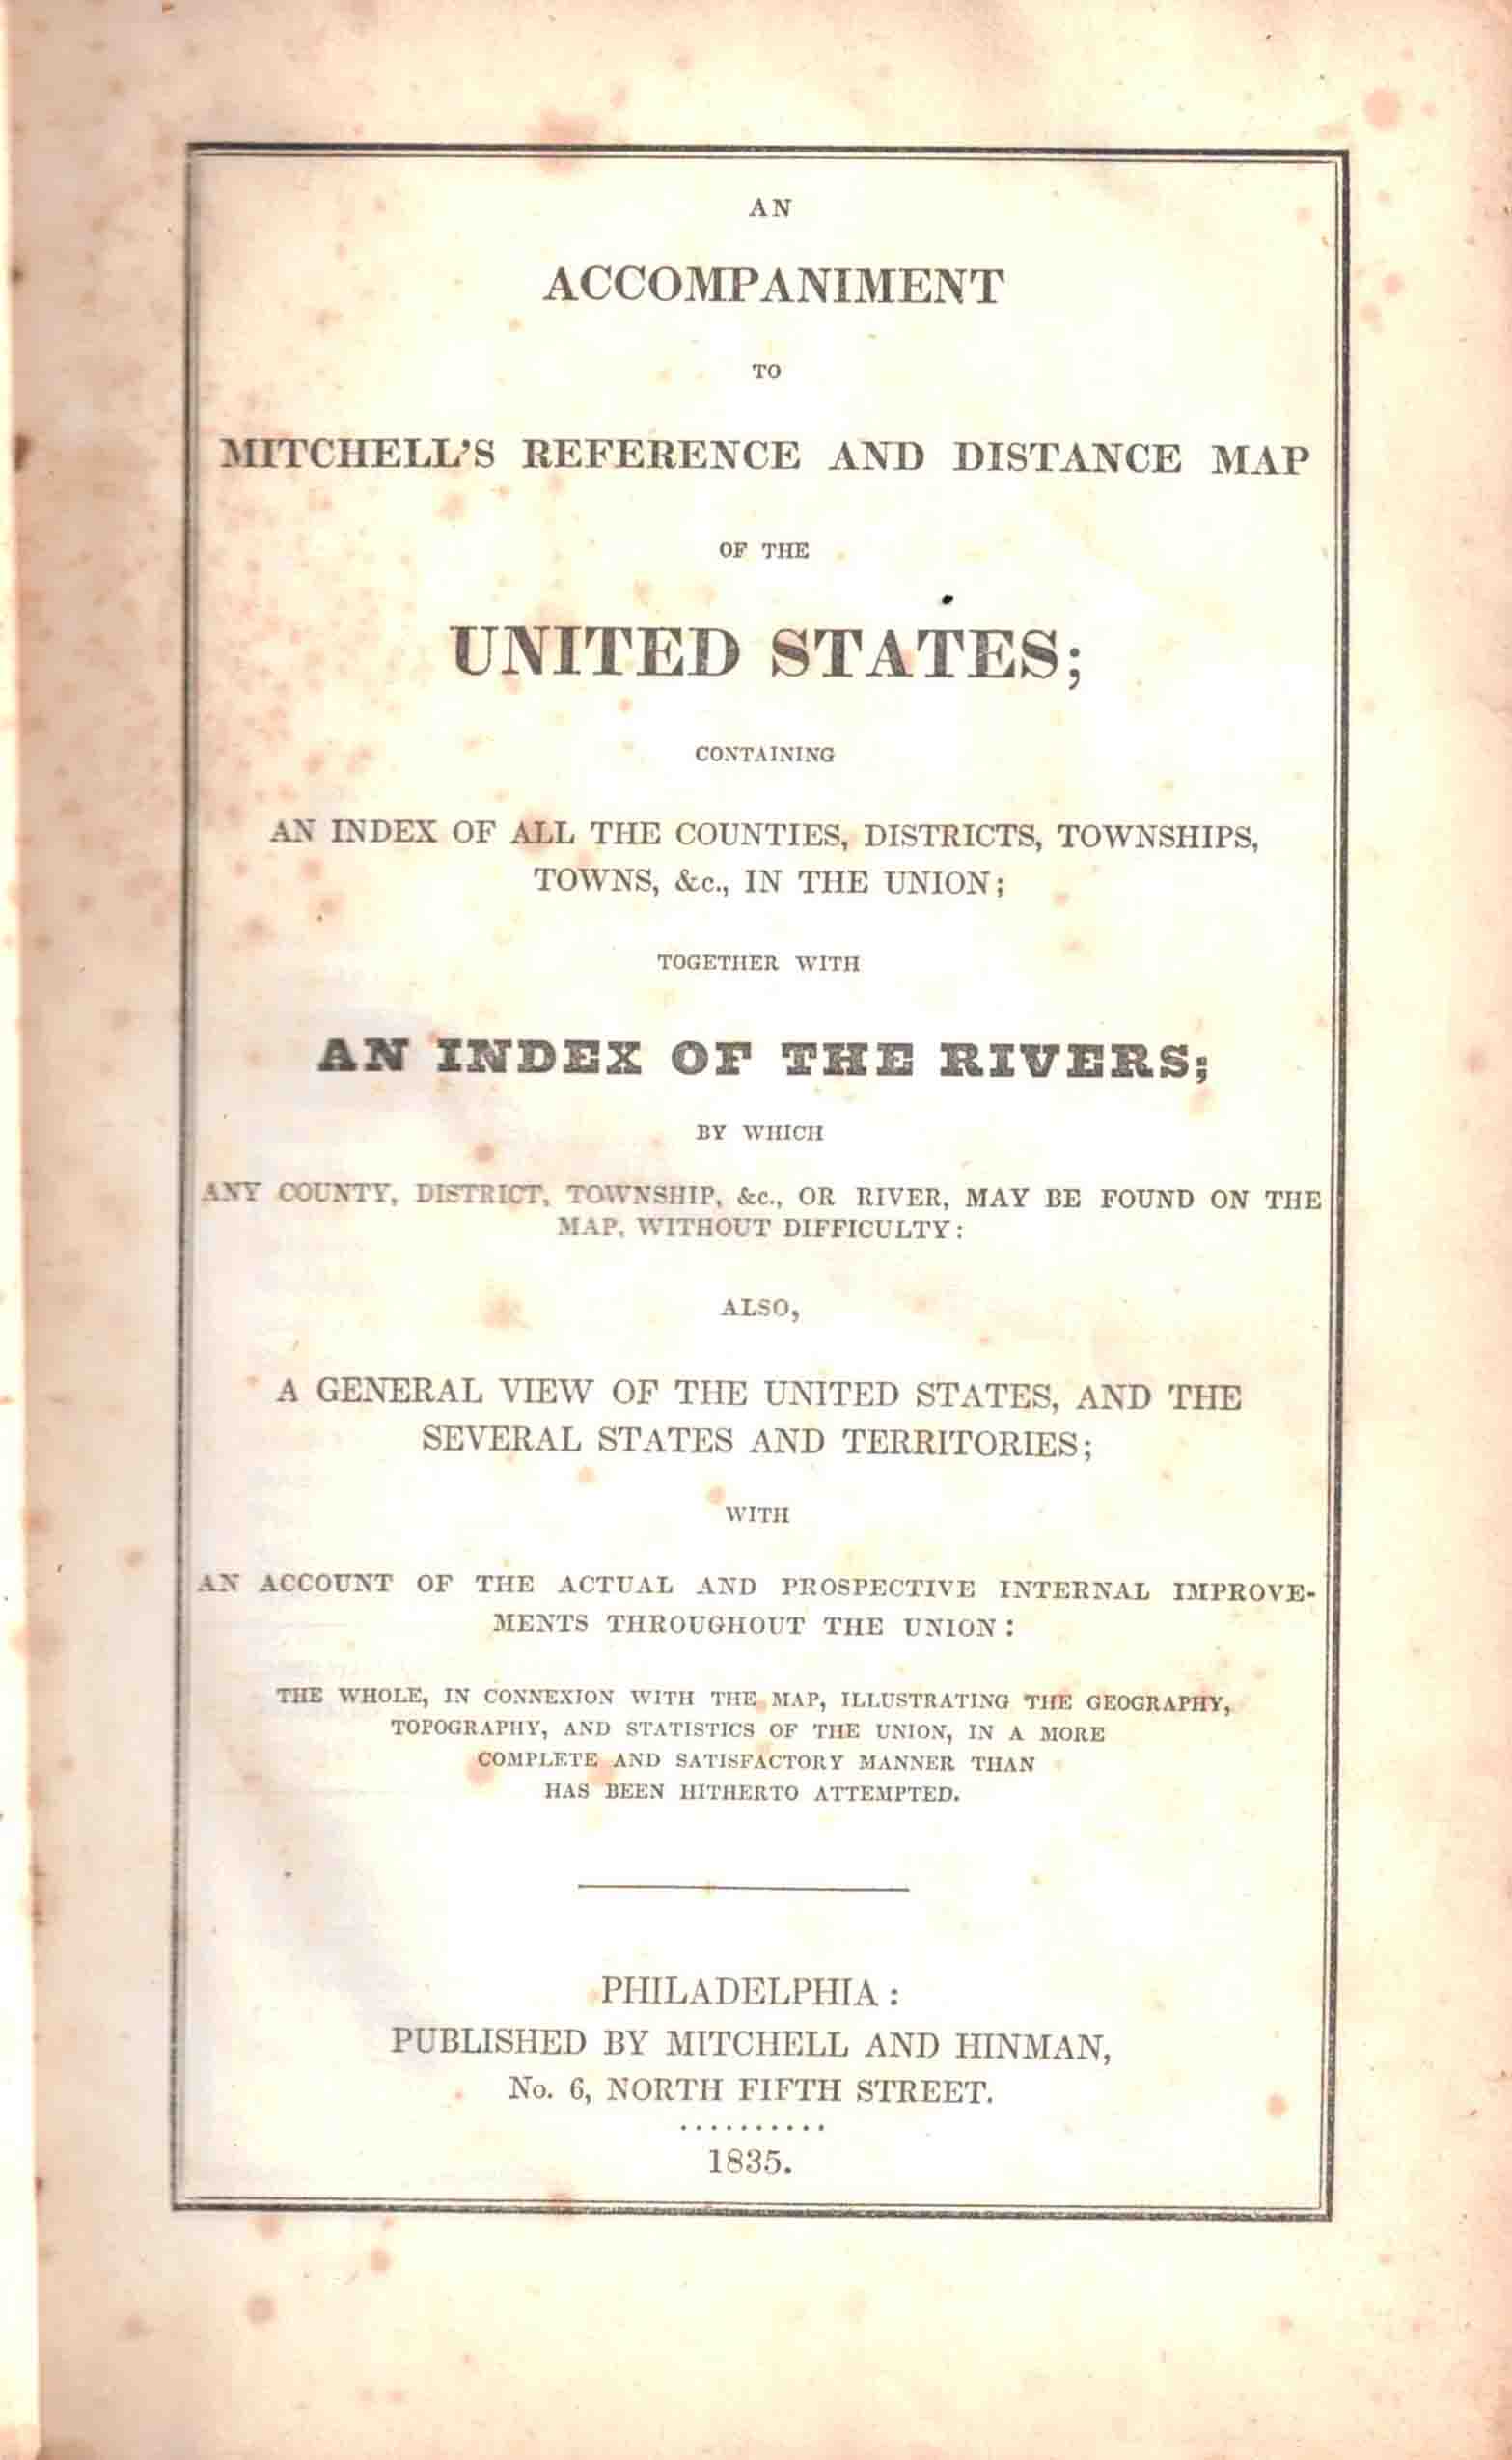 AN
ACCOMPANIMENT
TO
MITCHELL'S REFERENCE AND DISTANCE MAP
OF THE
UNITED STATES;
CONTAINING
AN INDEX OF ALL THE COUNTIES, DISTRICTS, TOWNSHIPS,
TOWNS, &c., IN THE UNION;
TOGETHER WITH
AN INDEX OF THE RIVERS;
BY WHICH
ANY COUNTY, DISTRICT, TOWNSHIP, &c., OR RIVER, MAY BE FOUND ON THE
MAP, WITHOUT DIFFICULTY:
ALSO,
A GENERAL VIEW OF THE UNITED STATES, AND THE
SEVERAL STATES AND TERRITORIES;
WITH
AN ACCOUNT OF THE ACTUAL AND PROSPECTIVE INTERNAL IMPROVE-
MENTS THROUGHOUT THE UNION:
THE WHOLE, IN CONNEXION WITH THE MAP, ILLUSTRATING THE GEOGRAPHY,
TOPOGRAPHY, AND STATISTICS OF THE UNION, IN A MORE
COMPLETE AND SATISFACTORY MANNER THAN
HAS BEEN HITHERTO ATTEMPTED.
PHILADELPHIA:
PUBLISHED BY MITCHELL AND HINMAN,
No. 6, NORTH FIFTH STREET.
..........
1835.